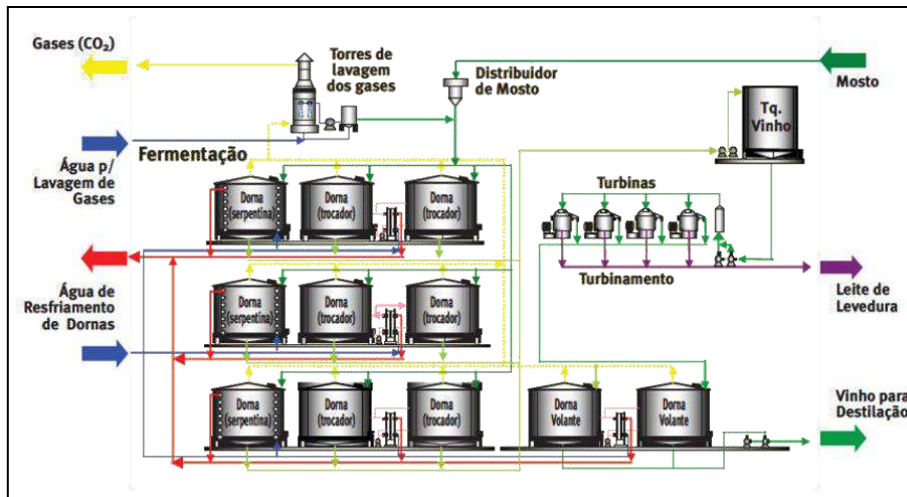 Gases (CO₂)
Torres de
lavagem
dos gases
Distribuidor
de Mosto
Mosto
Tq.
Vinho
Água p/
Lavagem de
Gases
Fermentação
Dorna
(serpentina)
Dorna
(trocador)
Dorna
(trocador)
Turbinas
Turbinamento
Leite de
Levedura
Água de
Resfriamento
de Dornas
Dorna
(serpentina)
Dorna
(trocador)
Dorna
(trocador)
Dorna
(serpentina)
Dorna
(trocador)
Dorna
(trocador)
Dorna
Volante
Dorna
Volante
Vinho para
Destilação